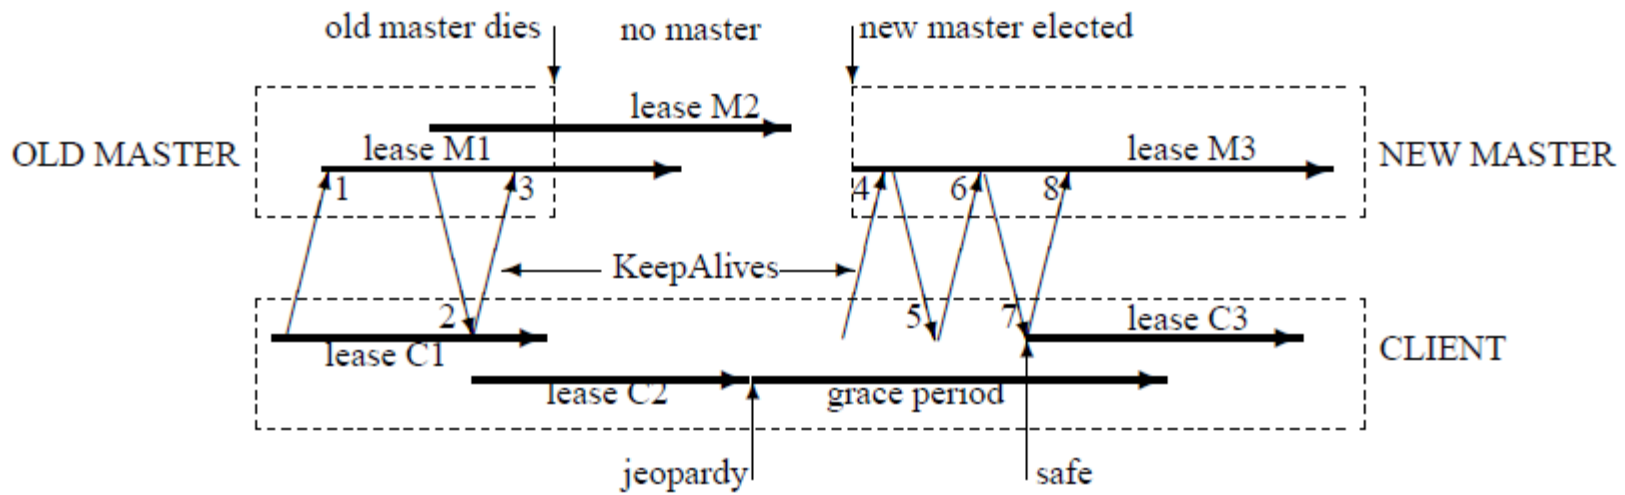 old master dies
no master
new master elected
lease M2
OLD MASTER
lease M1
lease M3
NEW MASTER
1
3
4
6
8
KeepAlives
2
5
7
lease C3
lease C1
CLIENT
lease C2
grace period
jeopardy
safe